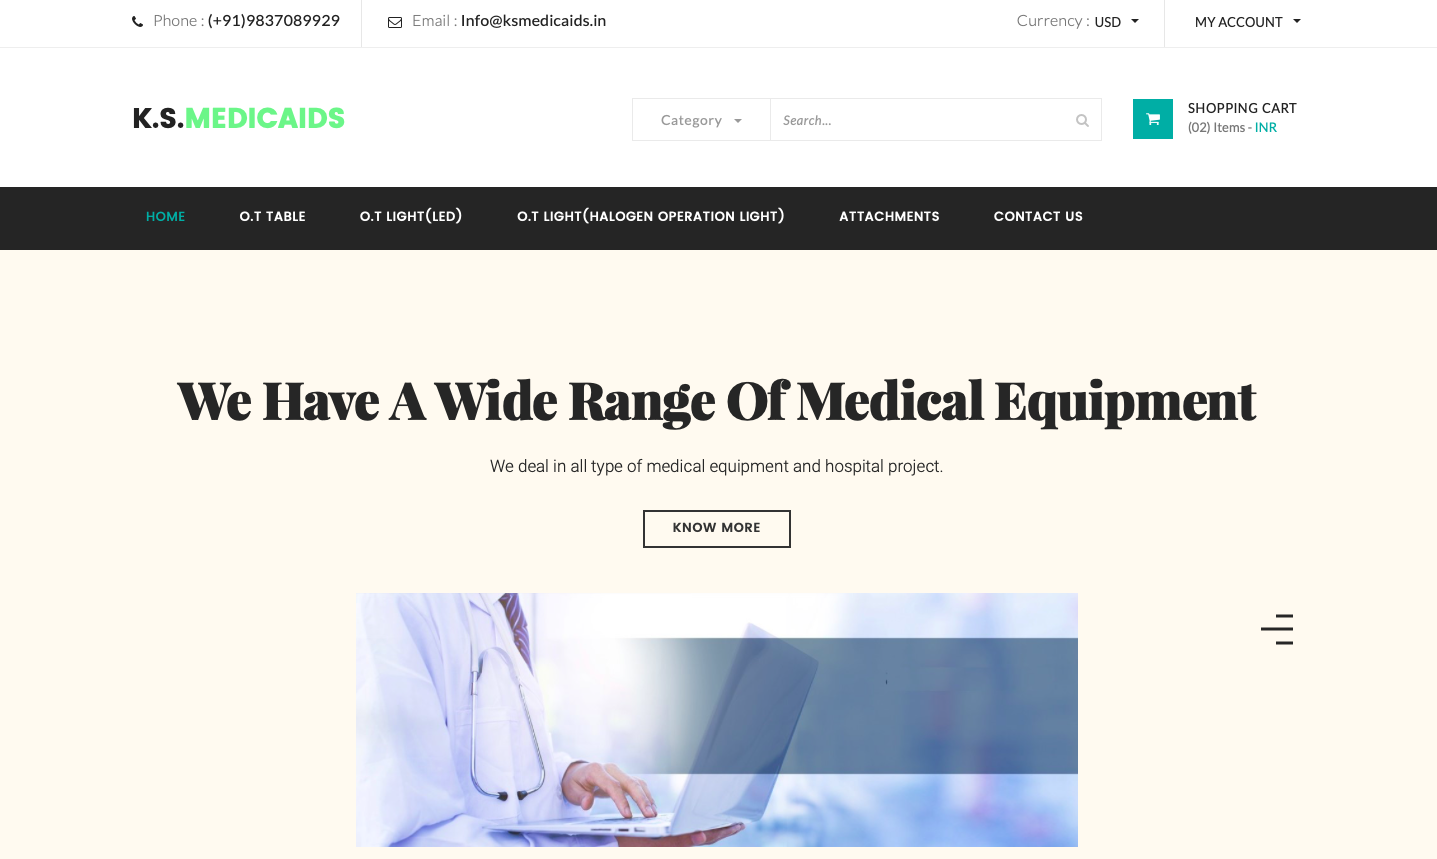 Phone : (+91)9837089929
Email : Info@ksmedicaids.in
Currency : USD
MY ACCOUNT
K.S.MEDICAIDS
Category
Search...
SHOPPING CART
(02) Items - INR
HOME
O.T TABLE
O.T LIGHT(LED)
O.T LIGHT(HALOGEN OPERATION LIGHT)
ATTACHMENTS
CONTACT US
We Have A Wide Range Of Medical Equipment
We deal in all type of medical equipment and hospital project.
KNOW MORE